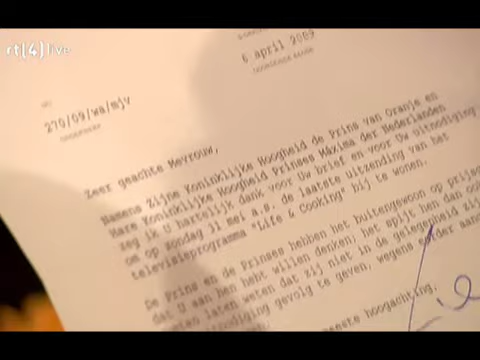 rtl(4)live
6 april 2009
270/09/wa/mjv
Zeer geachte Mevrouw,
Namens Zijne Koninklijke Hoogheid de Prins van Oranje en
Hare Koninklijke Hoogheid Prinses Máxima der Nederlanden
zeg ik U hartelijk dank voor Uw brief en voor Uw uitnodiging
om op zondag 31 mei a.s. de laatste uitzending van het
televisieprogramma "Life & Cooking" bij te wonen.
De Prins en de Prinses hebben het buitengewoon op prijs
dat U aan hen hebt willen denken; het spijt hen dan
laten weten dat zij niet in de gelegenheid
gevolg te geven, wegens eerder
hoogachting,